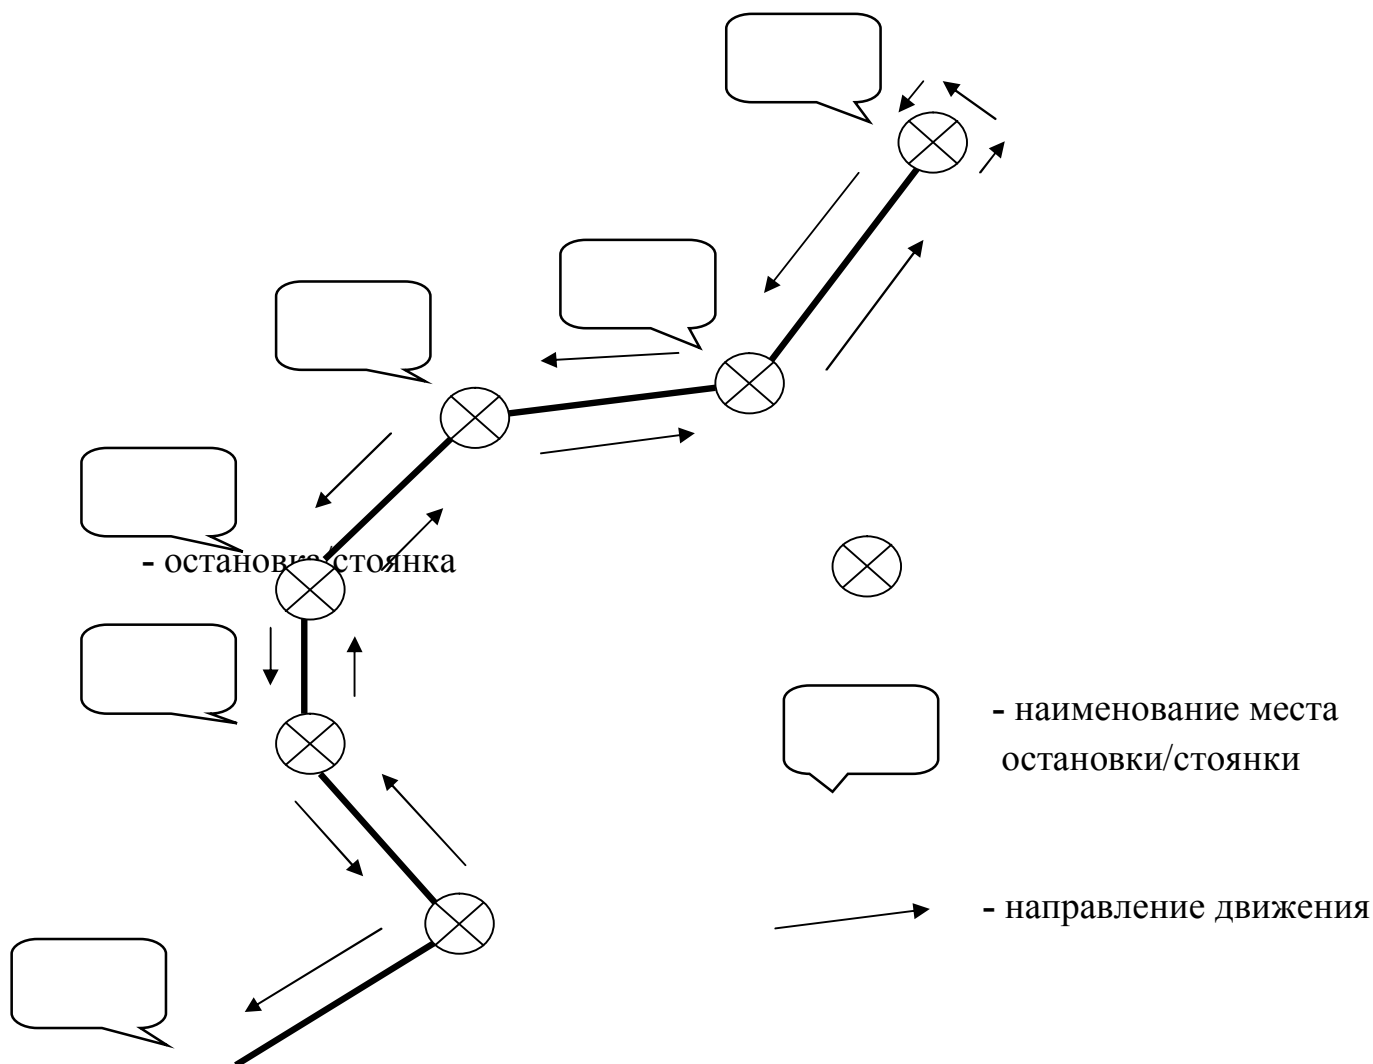 - остановка/стоянка
- наименование места
остановки/стоянки
- направление движения